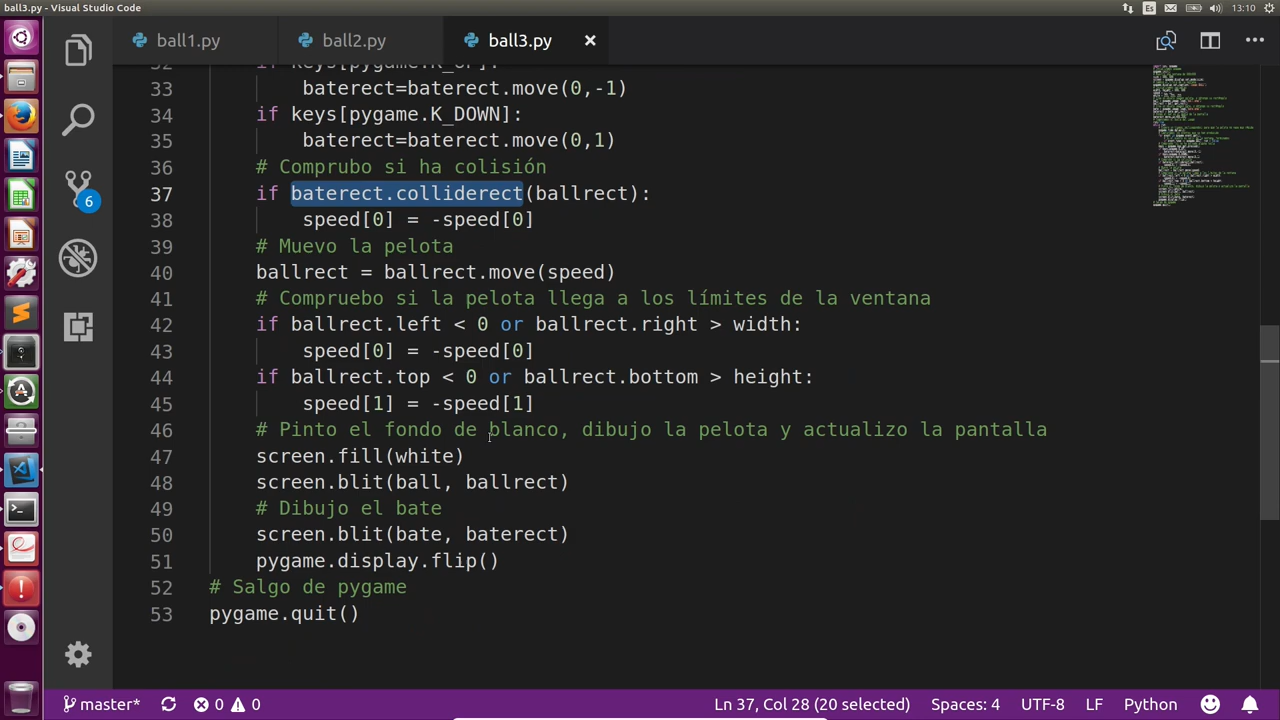 ball3.py - Visual Studio Code
Es
13:10
ball1.py
ball2.py
ball3.py
32 if keys[pygame.K_UP]:
33 baterect=baterect.move(0,-1)
34 if keys[pygame.K_DOWN]:
35 baterect=baterect.move(0,1)
36 # Comprubo si ha colisión
37 if baterect.colliderect(ballrect):
38 speed[0] = -speed[0]
39 # Muevo la pelota
40 ballrect = ballrect.move(speed)
41 # Compruebo si la pelota llega a los límites de la ventana
42 if ballrect.left < 0 or ballrect.right > width:
43 speed[0] = -speed[0]
44 if ballrect.top < 0 or ballrect.bottom > height:
45 speed[1] = -speed[1]
46 # Pinto el fondo de blanco, dibujo la pelota y actualizo la pantalla
47 screen.fill(white)
48 screen.blit(ball, ballrect)
49 # Dibujo el bate
50 screen.blit(bate, baterect)
51 pygame.display.flip()
52 # Salgo de pygame
53 pygame.quit()
6
master* 0 0 Ln 37, Col 28 (20 selected) Spaces: 4 UTF-8 LF Python